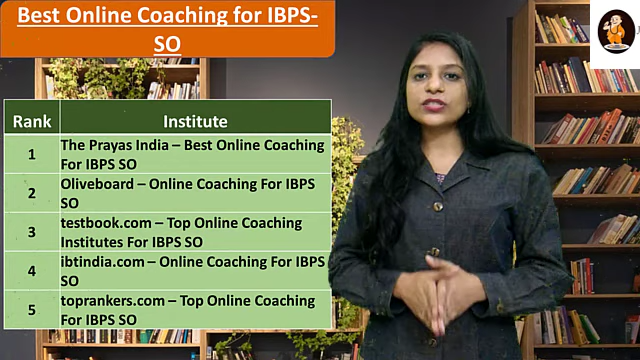 Best Online Coaching for IBPS-
SO
Rank Institute
1 The Prayas India – Best Online Coaching
For IBPS SO
2 Oliveboard – Online Coaching For IBPS
SO
3 testbook.com – Top Online Coaching
Institutes For IBPS SO
4 ibtindia.com – Online Coaching For IBPS
SO
5 toprankers.com – Top Online Coaching
For IBPS SO